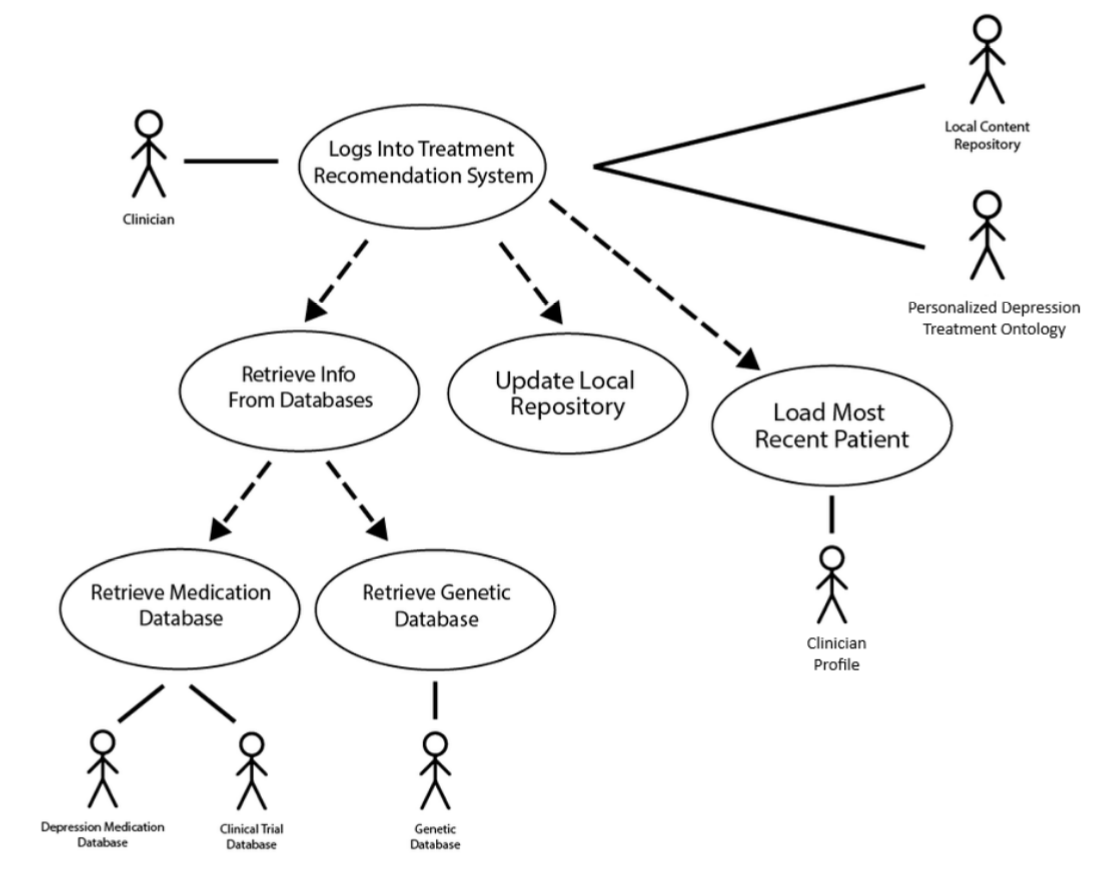 Local Content
Repository
Logs Into Treatment
Recomendation System
Clinician
Personalized Depression
Treatment Ontology
Retrieve Info
From Databases
Update Local
Repository
Load Most
Recent Patient
Retrieve Medication
Database
Retrieve Genetic
Database
Clinician
Profile
Depression Medication
Database
Clinical Trial
Database
Genetic
Database